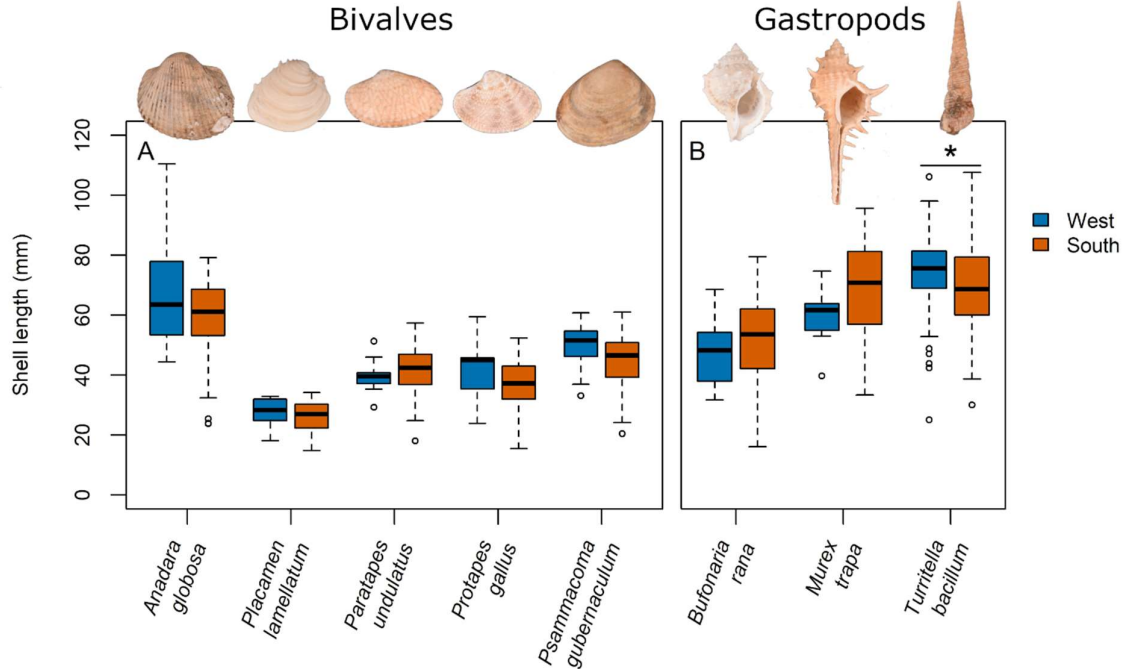 Bivalves
Gastropods
A
B
*
Shell length (mm)
120
100
80
60
40
20
0
West
South
Anadara
globosa
Placamen
lamellatum
Paratapes
undulatus
Protapes
gallus
Psammacoma
gubernaculum
Bufonaria
rana
Murex
trapa
Turritella
bacillum